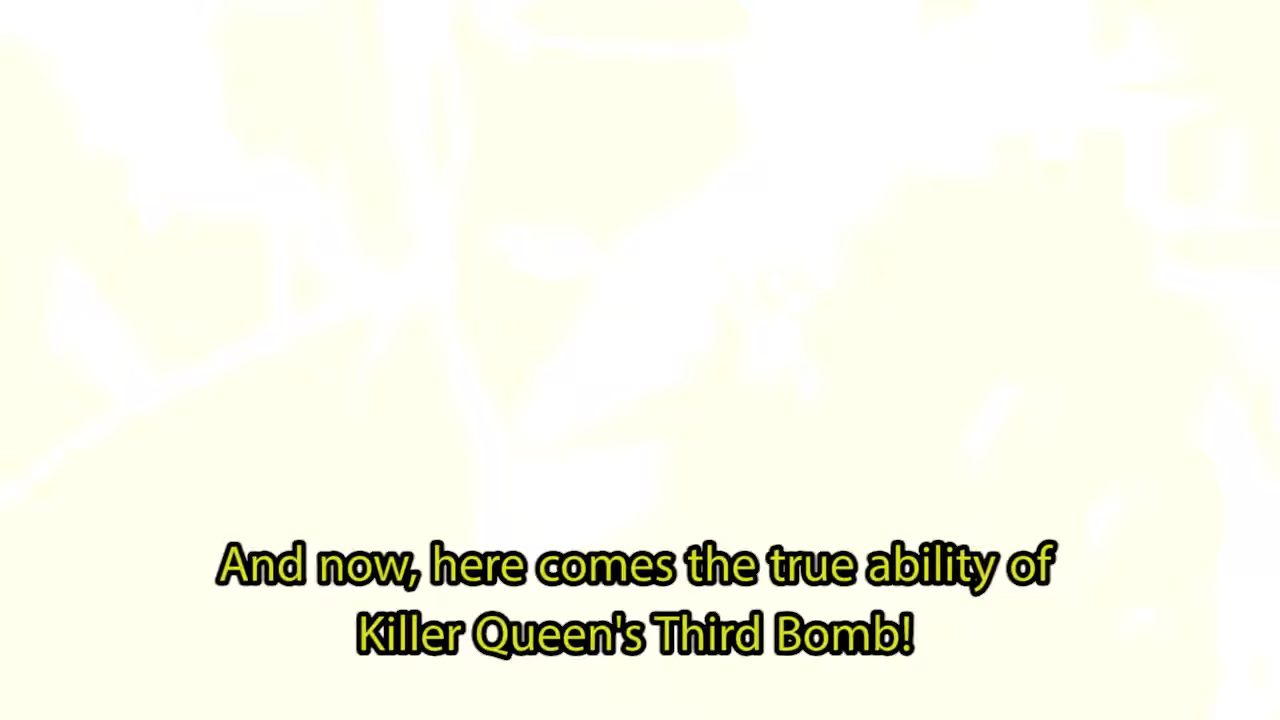 And now, here comes the true ability of
Killer Queen's Third Bomb!